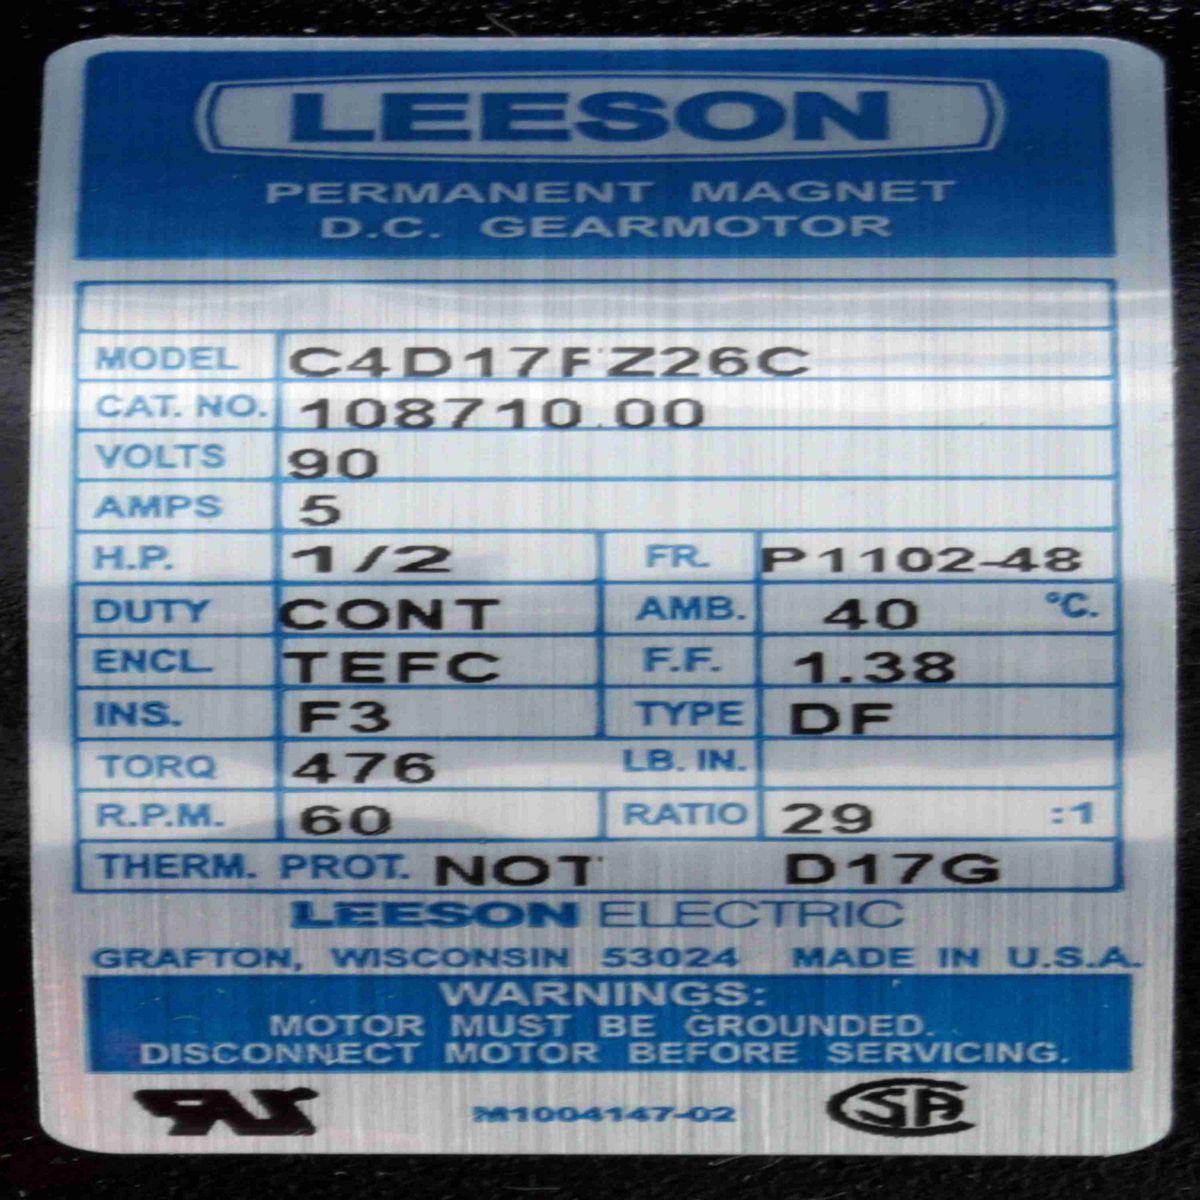 LEESON
PERMANENT MAGNET
D.C. GEARMOTOR
MODEL C4D17FZ26C
CAT. NO. 108710.00
VOLTS 90
AMPS 5
H.P. 1/2 FR. P1102-48
DUTY CONT AMB. 40 °C.
ENCL. TEFC F.F. 1.38
INS. F3 TYPE DF
TORQ 476 LB. IN.
R.P.M. 60 RATIO 29 :1
THERM. PROT. NOT D17G
LEESON ELECTRIC
GRAFTON, WISCONSIN 53024 MADE IN U.S.A.
WARNINGS:
MOTOR MUST BE GROUNDED.
DISCONNECT MOTOR BEFORE SERVICING.
M1004147-02
SA